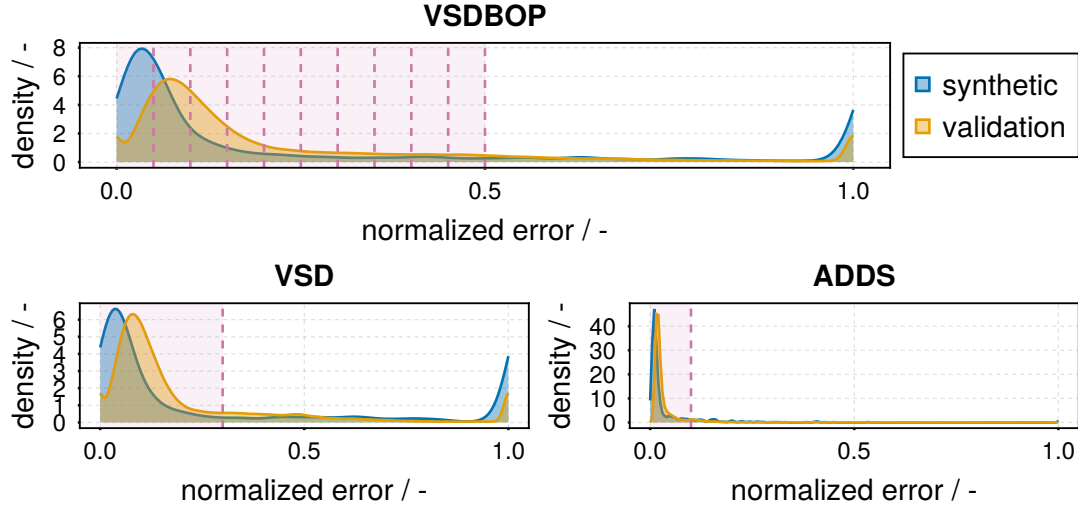 VSDBOP
density / -
8
6
4
2
0
0.0 0.5 1.0
normalized error / -
synthetic
validation
VSD
density / -
6
5
4
3
2
1
0
0.0 0.5 1.0
normalized error / -
ADDS
density / -
40
30
20
10
0
0.0 0.5 1.0
normalized error / -